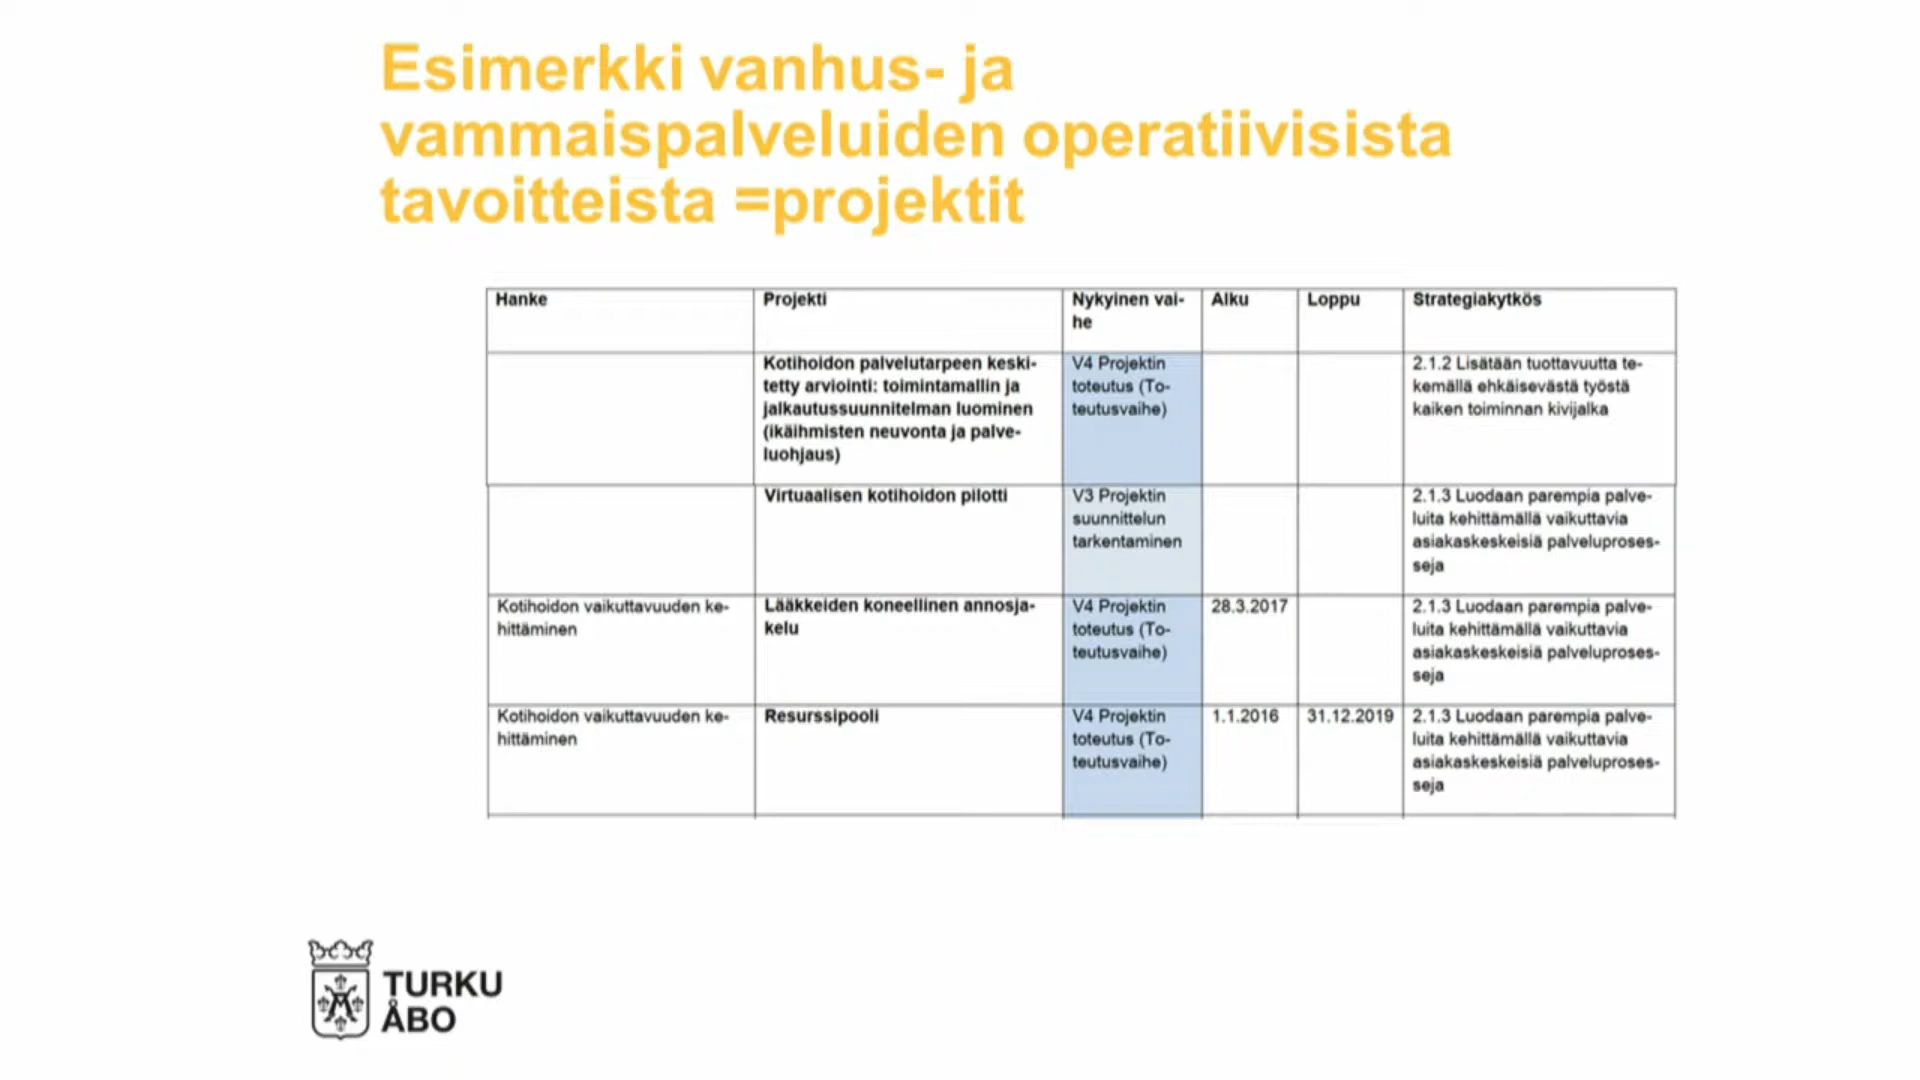 Esimerkki vanhus- ja
vammaispalveluiden operatiivisista
tavoitteista =projektit
Hanke
Projekti
Nykyinen vai-
he
Alku
Loppu
Strategiakytkös
Kotihoidon palvelutarpeen keski-
tetty arviointi: toimintamallin ja
jalkautussuunnitelman luominen
(ikäihmisten neuvonta ja palve-
luohjaus)
V4 Projektin
toteutus (To-
teutusvaihe)
2.1.2 Lisätään tuottavuutta te-
kemällä ehkäisevästä työstä
kaiken toiminnan kivijalka
Virtuaalisen kotihoidon pilotti
V3 Projektin
suunnittelun
tarkentaminen
2.1.3 Luodaan parempia palve-
luita kehittämällä vaikuttavia
asiakaskeskeisiä palveluproses-
seja
Kotihoidon vaikuttavuuden ke-
hittäminen
Lääkkeiden koneellinen annosja-
kelu
V4 Projektin
toteutus (To-
teutusvaihe)
28.3.2017
2.1.3 Luodaan parempia palve-
luita kehittämällä vaikuttavia
asiakaskeskeisiä palveluproses-
seja
Kotihoidon vaikuttavuuden ke-
hittäminen
Resurssipooli
V4 Projektin
toteutus (To-
teutusvaihe)
1.1.2016
31.12.2019
2.1.3 Luodaan parempia palve-
luita kehittämällä vaikuttavia
asiakaskeskeisiä palveluproses-
seja
TURKU
ÅBO